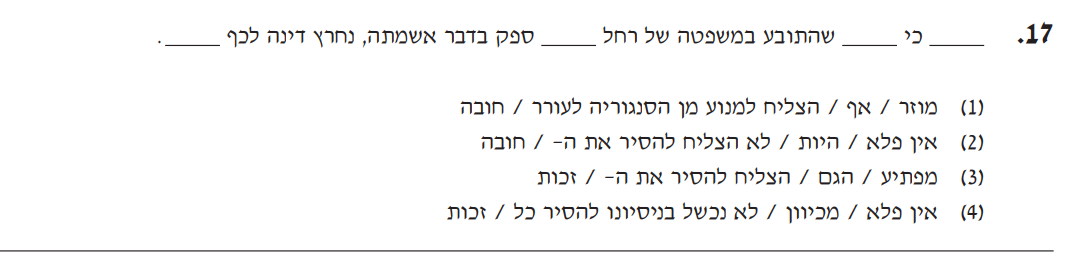 17. _____ כי _____ שהתובע במשפטה של רחל _____ ספק בדבר אשמתה, נחרץ דינה לכף _____.
(1) מוזר / אף / הצליח למנוע מן הסנגוריה לעורר / חובה
(2) אין פלא / היות / לא הצליח להסיר את ה- / חובה
(3) מפתיע / הגם / הצליח להסיר את ה- / זכות
(4) אין פלא / מכיוון / לא נכשל בניסיונו להסיר כל / זכות